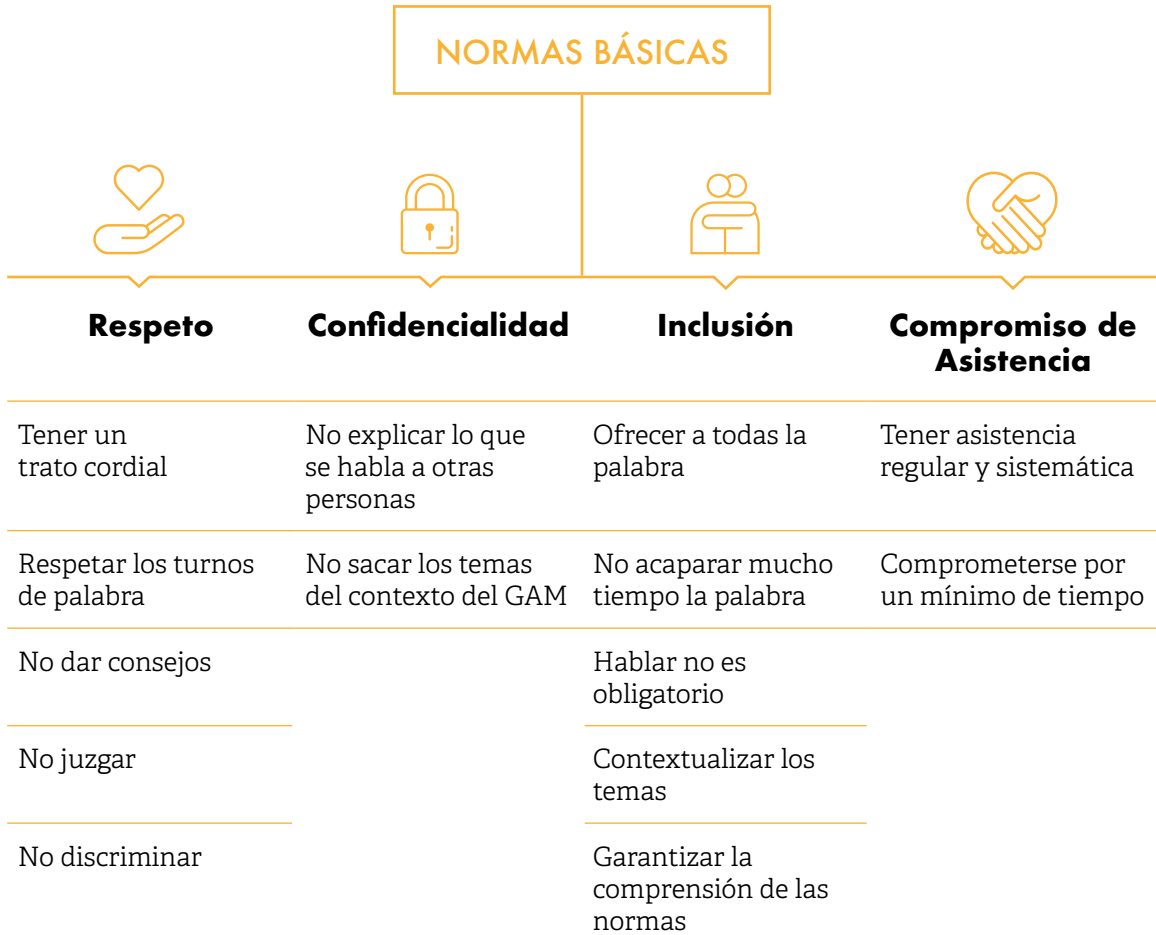 NORMAS BÁSICAS
Respeto
Confidencialidad
Inclusión
Compromiso de
Asistencia
Tener un
trato cordial
No explicar lo que
se habla a otras
personas
Ofrecer a todas la
palabra
Tener asistencia
regular y sistemática
Respetar los turnos
de palabra
No sacar los temas
del contexto del GAM
No acaparar mucho
tiempo la palabra
Comprometerse por
un mínimo de tiempo
No dar consejos
Hablar no es
obligatorio
No juzgar
Contextualizar los
temas
No discriminar
Garantizar la
comprensión de las
normas